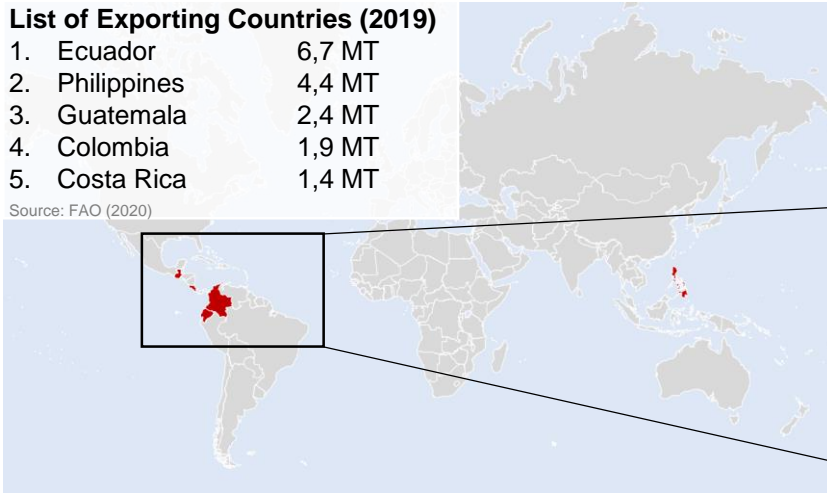 List of Exporting Countries (2019)
1. Ecuador 6,7 MT
2. Philippines 4,4 MT
3. Guatemala 2,4 MT
4. Colombia 1,9 MT
5. Costa Rica 1,4 MT
Source: FAO (2020)